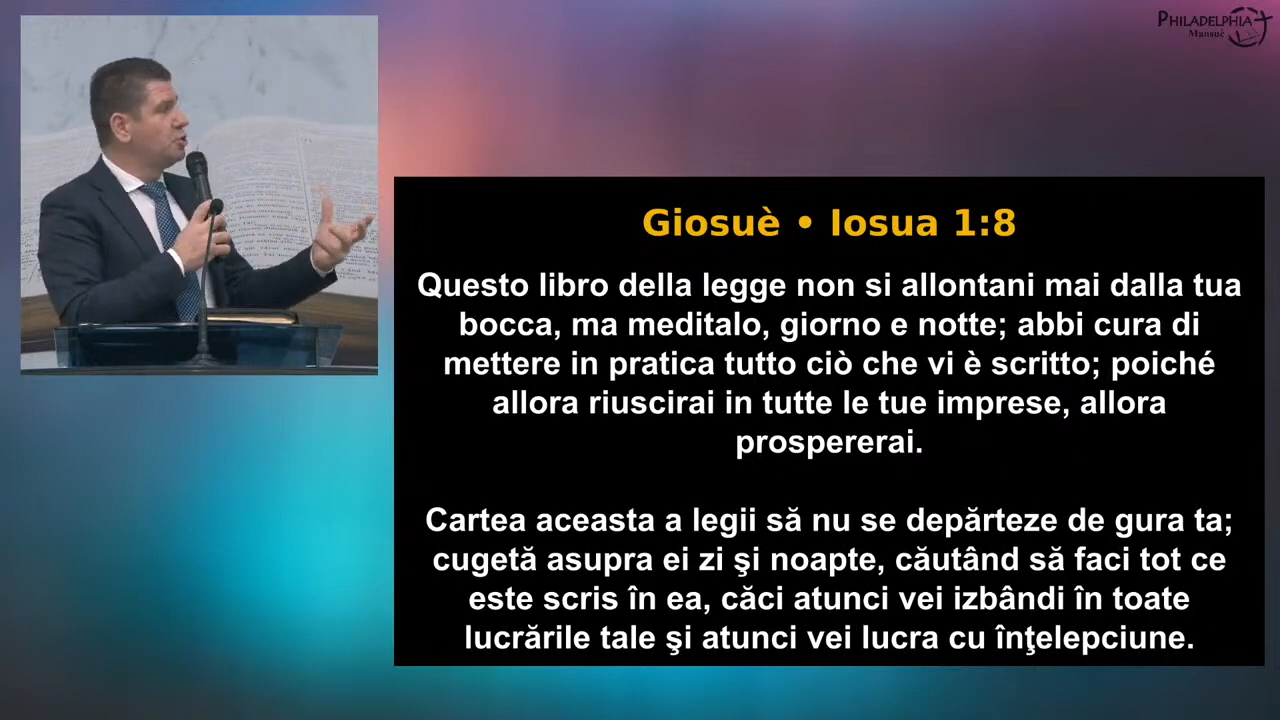 PHILADELPHIA
Mansuè
Giosuè • Iosua 1:8
Questo libro della legge non si allontani mai dalla tua
bocca, ma meditalo, giorno e notte; abbi cura di
mettere in pratica tutto ciò che vi è scritto; poiché
allora riuscirai in tutte le tue imprese, allora
prospererai.
Cartea aceasta a legii să nu se depărteze de gura ta;
cugetă asupra ei zi şi noapte, căutând să faci tot ce
este scris în ea, căci atunci vei izbândi în toate
lucrările tale şi atunci vei lucra cu înţelepciune.